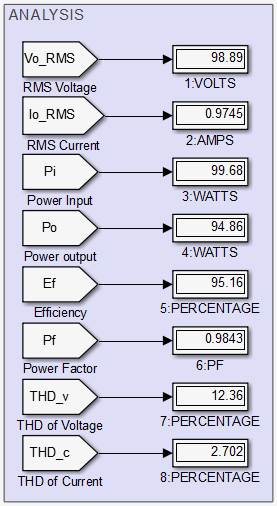 ANALYSIS
Vo_RMS
98.89
RMS Voltage
1:VOLTS
Io_RMS
0.9745
RMS Current
2:AMPS
Pi
99.68
Power Input
3:WATTS
Po
94.86
Power output
4:WATTS
Ef
95.16
Efficiency
5:PERCENTAGE
Pf
0.9843
Power Factor
6:PF
THD_v
12.36
THD of Voltage
7:PERCENTAGE
THD_c
2.702
THD of Current
8:PERCENTAGE